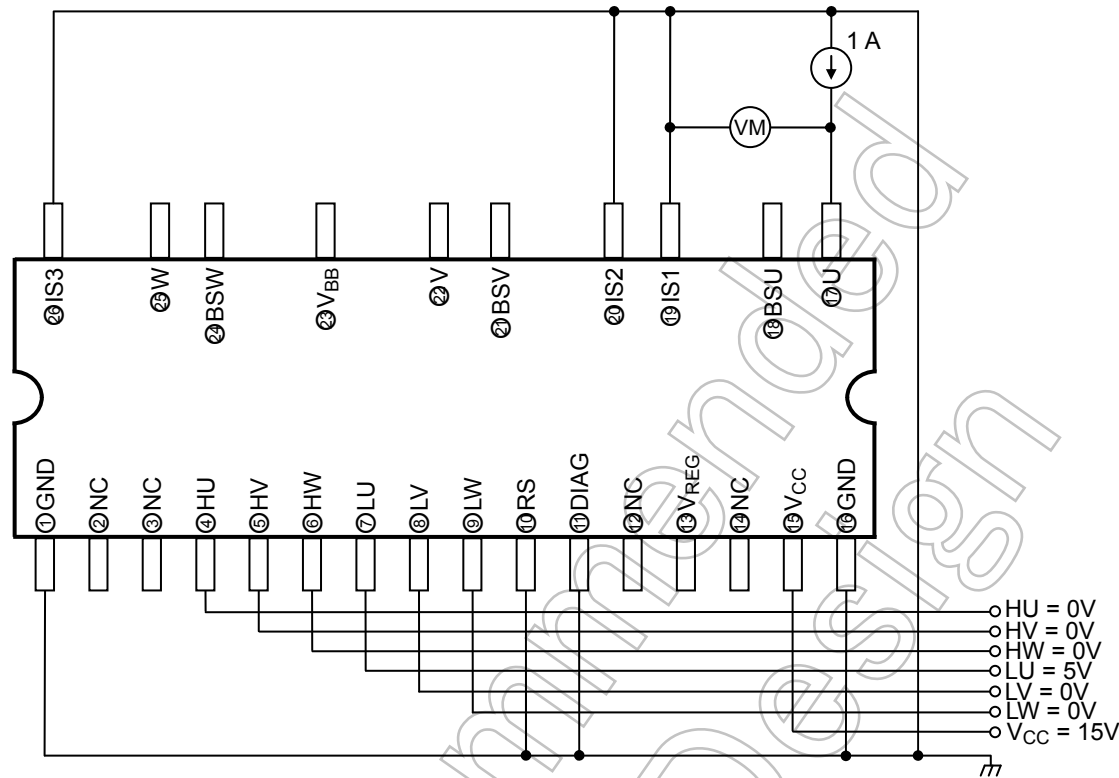 1 A
VM
㉖IS3
㉕W
㉔BSW
㉓VBB
㉒V
㉑BSV
⑳IS2
⑲IS1
⑱BSU
⑰U
①GND
②NC
③NC
④HU
⑤HV
⑥HW
⑦LU
⑧LV
⑨LW
⑩RS
⑪DIAG
⑫NC
⑬VREG
⑭NC
⑮VCC
⑯GND
HU = 0V
HV = 0V
HW = 0V
LU = 5V
LV = 0V
LW = 0V
VCC = 15V
mmended
Design